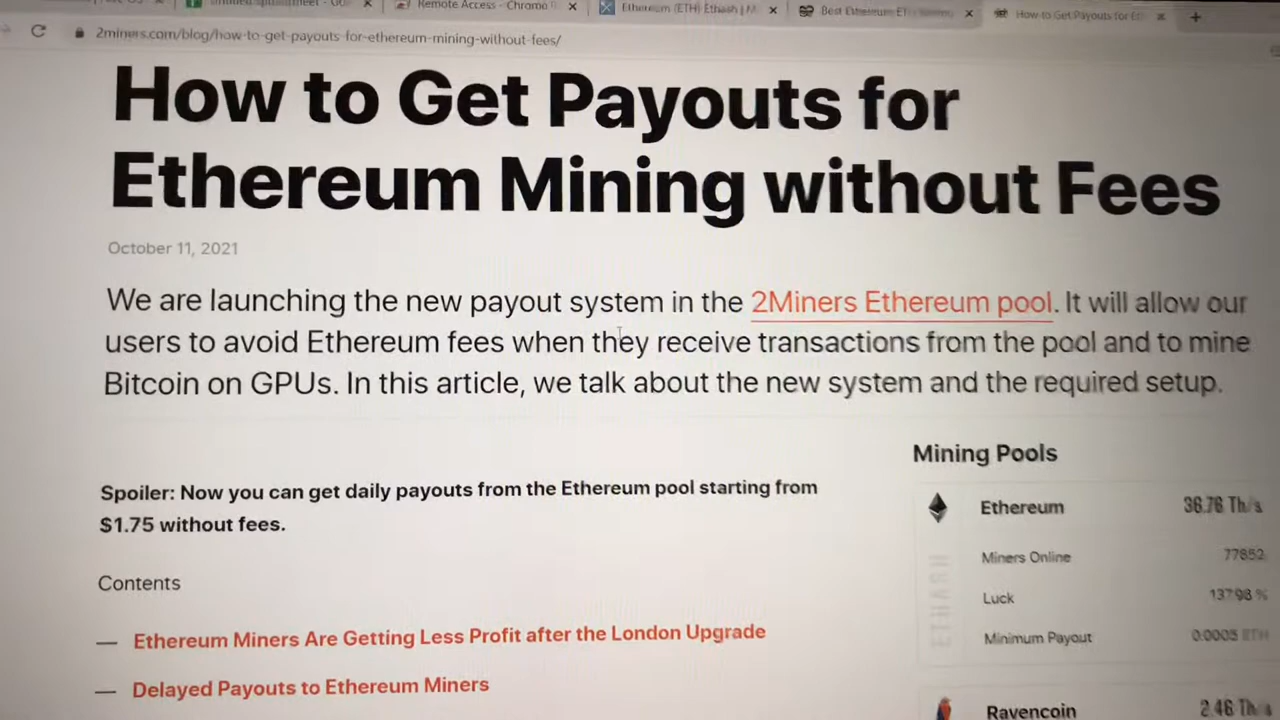 Remote Access - Chrome
Ethereum (ETH) Ethash | M
Best Ethereum ET
How to Get Payouts for Et
2miners.com/blog/how-to-get-payouts-for-ethereum-mining-without-fees/
How to Get Payouts for
Ethereum Mining without Fees
October 11, 2021
We are launching the new payout system in the 2Miners Ethereum pool. It will allow our
users to avoid Ethereum fees when they receive transactions from the pool and to mine
Bitcoin on GPUs. In this article, we talk about the new system and the required setup.
Spoiler: Now you can get daily payouts from the Ethereum pool starting from
$1.75 without fees.
Contents
— Ethereum Miners Are Getting Less Profit after the London Upgrade
— Delayed Payouts to Ethereum Miners
Mining Pools
Ethereum 36.76 Th/s
ETHASH
Miners Online 77852
Luck 137.98 %
Minimum Payout 0.0005 ETH
Ravencoin 2.46 Th/s